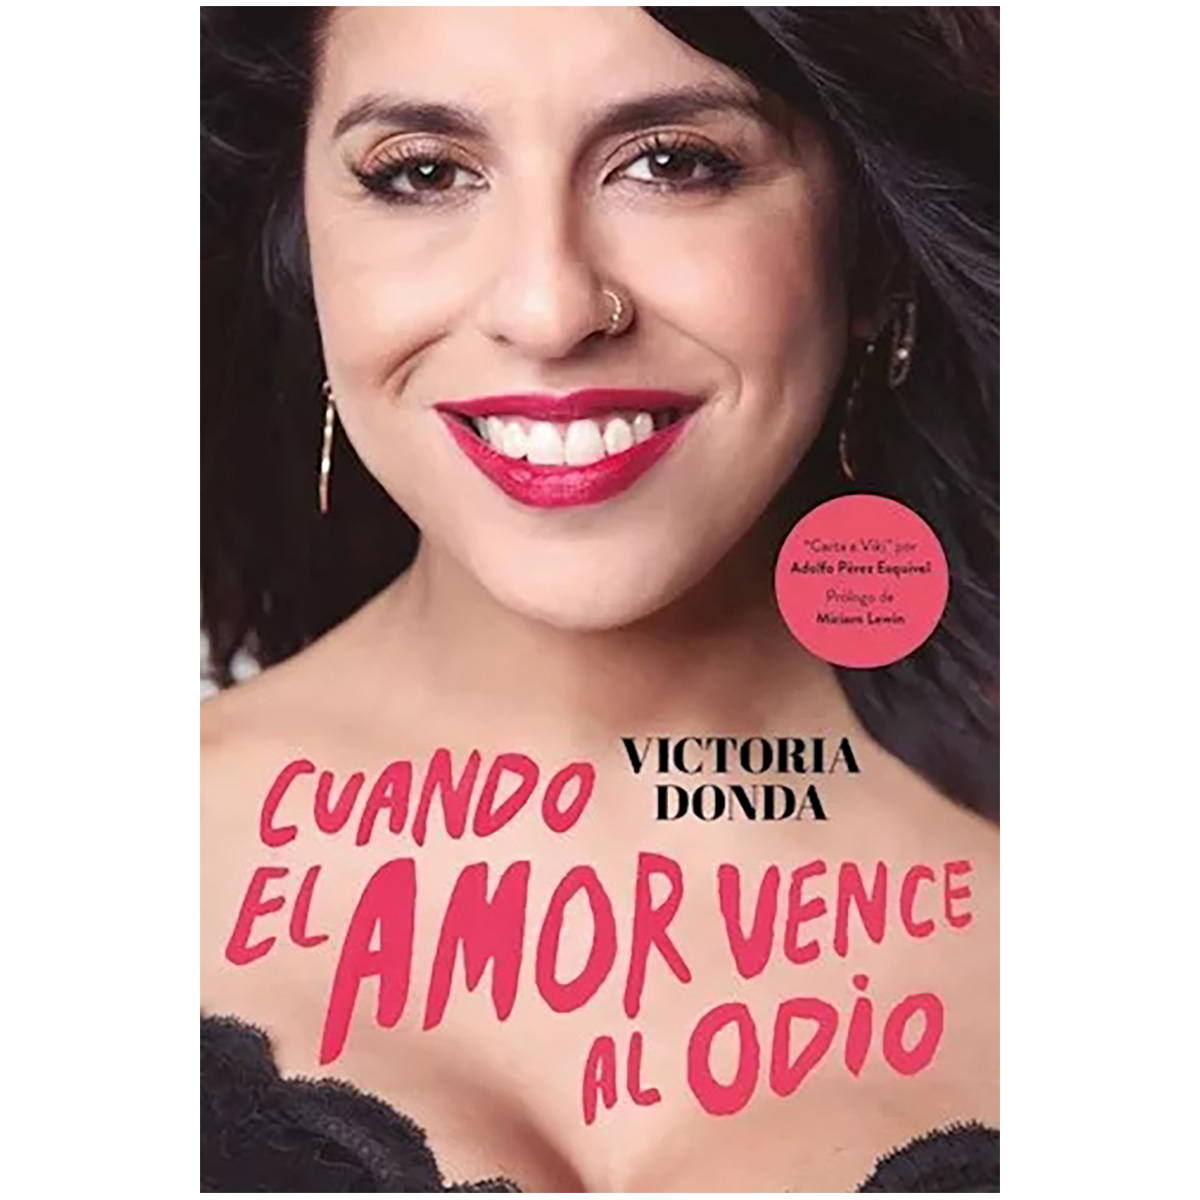 "Carta a Viki" por
Adolfo Pérez Esquivel
Prólogo de
Miriam Lewin
VICTORIA
DONDA
CUANDO
EL AMOR VENCE
AL ODIO